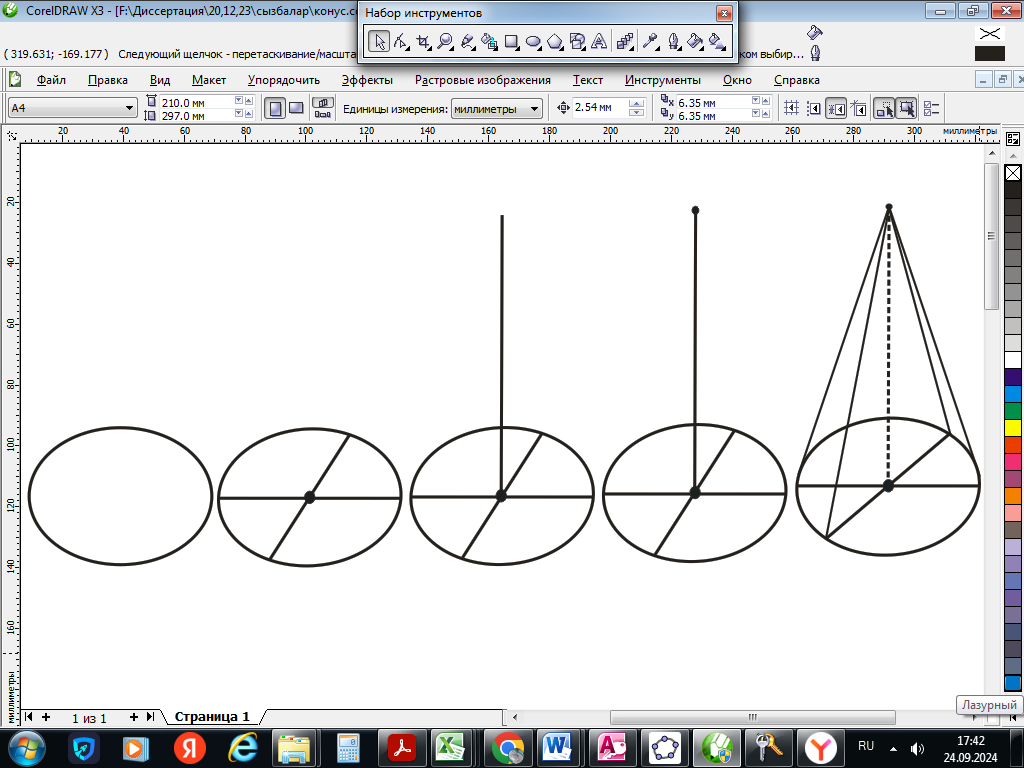 CorelDRAW X3 - [F:\Диссертация\20,12,23\сызбалар\конус.c
Набор инструментов
( 319.631; -169.177 ) Следующий щелчок - перетаскивание/масшта
ком выбир...
Файл Правка Вид Макет Упорядочить Эффекты Растровые изображения Текст Инструменты Окно Справка
A4
210.0 мм
297.0 мм
Единицы измерения: миллиметры
2.54 мм
6.35 мм
6.35 мм
20 40 60 80 100 120 140 160 180 200 220 240 260 280 300 миллиметры
20
40
60
80
100
120
140
160
миллиметры
1 из 1
Страница 1
Лазурный
RU
17:42
24.09.2024